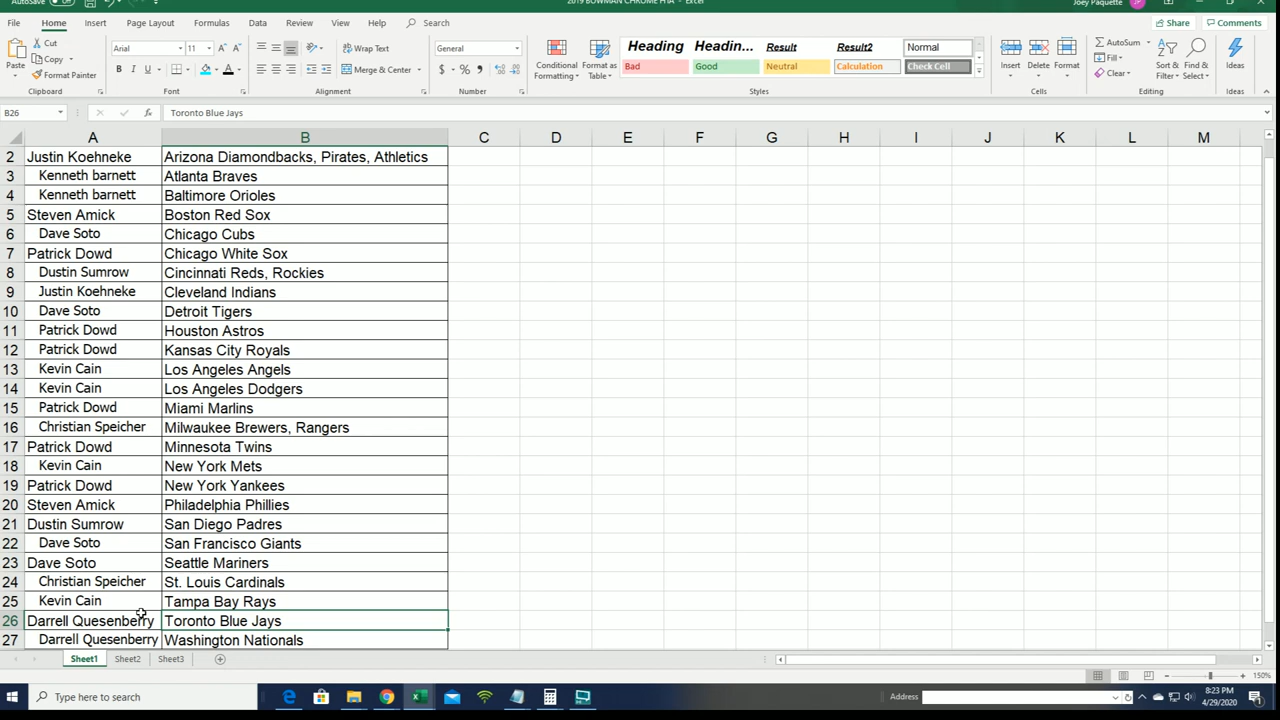 AutoSave Off
2019 BOWMAN CHROME HTA - Excel
Joey Paquette
JP
File Home Insert Page Layout Formulas Data Review View Help Search Share Comments
Paste Cut Copy Format Painter Clipboard
Arial 11 B I U A Font
Wrap Text Merge & Center Alignment
General $ % Number
Conditional Formatting Format as Table
Heading Headin... Result Result2 Normal
Bad Good Neutral Calculation Check Cell
Styles
Insert Delete Format Cells
AutoSum Fill Clear Sort & Filter Find & Select Editing
Ideas Ideas
B26 fx Toronto Blue Jays
A B C D E F G H I J K L M
2 Justin Koehneke Arizona Diamondbacks, Pirates, Athletics
3 Kenneth barnett Atlanta Braves
4 Kenneth barnett Baltimore Orioles
5 Steven Amick Boston Red Sox
6 Dave Soto Chicago Cubs
7 Patrick Dowd Chicago White Sox
8 Dustin Sumrow Cincinnati Reds, Rockies
9 Justin Koehneke Cleveland Indians
10 Dave Soto Detroit Tigers
11 Patrick Dowd Houston Astros
12 Patrick Dowd Kansas City Royals
13 Kevin Cain Los Angeles Angels
14 Kevin Cain Los Angeles Dodgers
15 Patrick Dowd Miami Marlins
16 Christian Speicher Milwaukee Brewers, Rangers
17 Patrick Dowd Minnesota Twins
18 Kevin Cain New York Mets
19 Patrick Dowd New York Yankees
20 Steven Amick Philadelphia Phillies
21 Dustin Sumrow San Diego Padres
22 Dave Soto San Francisco Giants
23 Dave Soto Seattle Mariners
24 Christian Speicher St. Louis Cardinals
25 Kevin Cain Tampa Bay Rays
26 Darrell Quesenberry Toronto Blue Jays
27 Darrell Quesenberry Washington Nationals
Sheet1 Sheet2 Sheet3
150%
Type here to search
Address
8:23 PM
4/29/2020